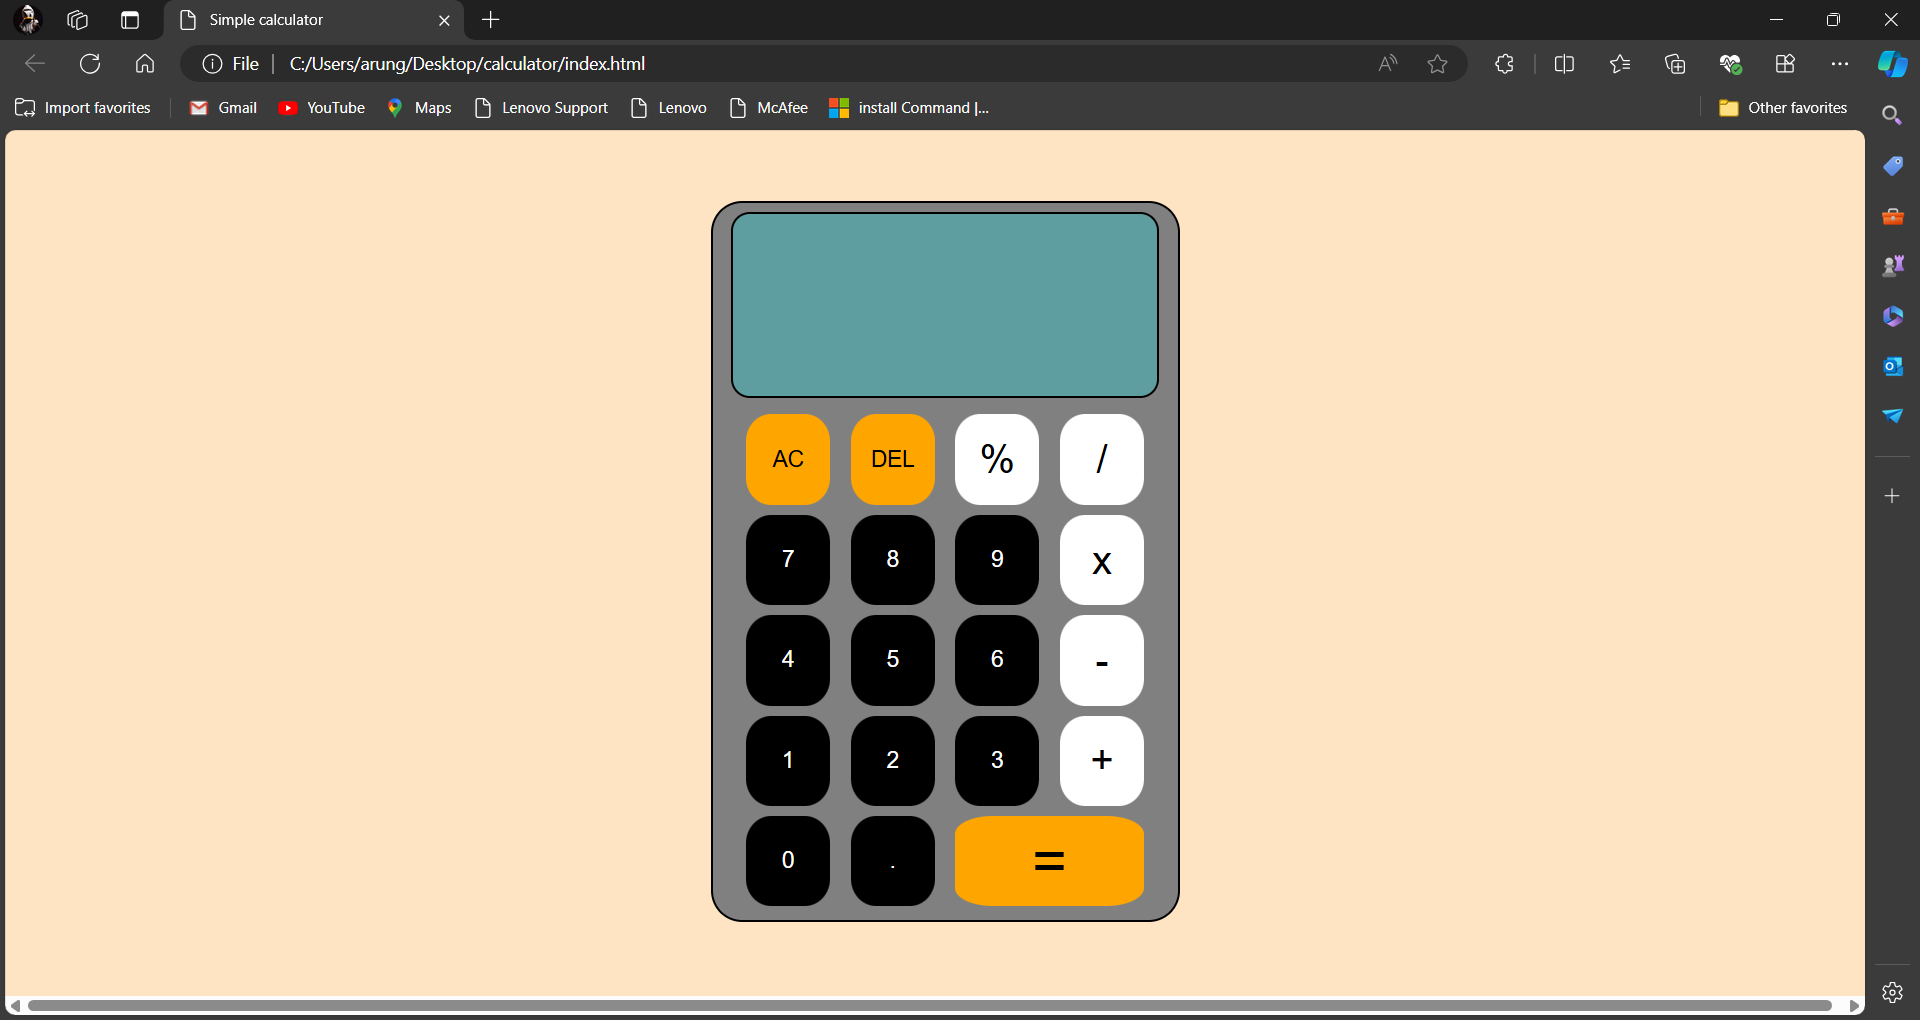 Simple calculator
File C:/Users/arung/Desktop/calculator/index.html
Import favorites Gmail YouTube Maps Lenovo Support Lenovo McAfee install Command |... Other favorites
AC DEL % /
7 8 9 x
4 5 6 -
1 2 3 +
0 . =